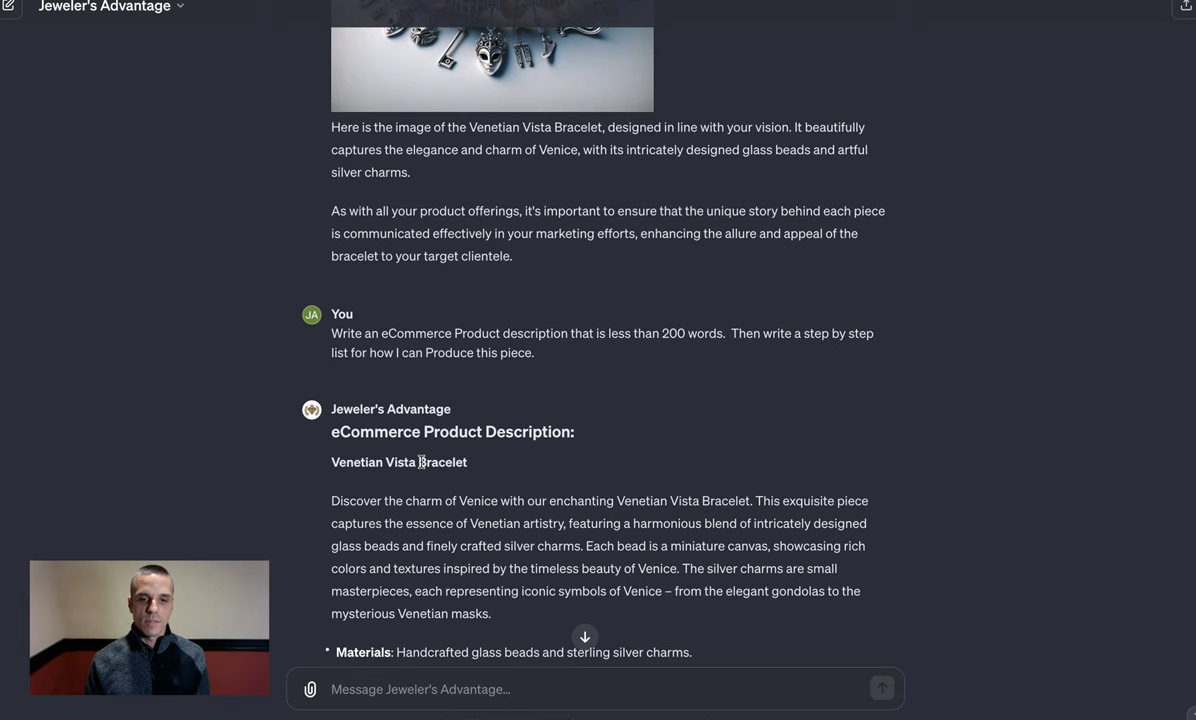 Jeweler's Advantage
Here is the image of the Venetian Vista Bracelet, designed in line with your vision. It beautifully
captures the elegance and charm of Venice, with its intricately designed glass beads and artful
silver charms.
As with all your product offerings, it's important to ensure that the unique story behind each piece
is communicated effectively in your marketing efforts, enhancing the allure and appeal of the
bracelet to your target clientele.
JA
You
Write an eCommerce Product description that is less than 200 words.  Then write a step by step
list for how I can Produce this piece.
Jeweler's Advantage
eCommerce Product Description:
Venetian Vista Bracelet
Discover the charm of Venice with our enchanting Venetian Vista Bracelet. This exquisite piece
captures the essence of Venetian artistry, featuring a harmonious blend of intricately designed
glass beads and finely crafted silver charms. Each bead is a miniature canvas, showcasing rich
colors and textures inspired by the timeless beauty of Venice. The silver charms are small
masterpieces, each representing iconic symbols of Venice – from the elegant gondolas to the
mysterious Venetian masks.
• Materials: Handcrafted glass beads and sterling silver charms.
Message Jeweler's Advantage...